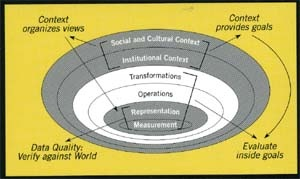 Context
organizes views
Context
provides goals
Social and Cultural Context
Institutional Context
Transformations
Operations
Representation
Measurement
Data Quality:
Verify against World
Evaluate
inside goals